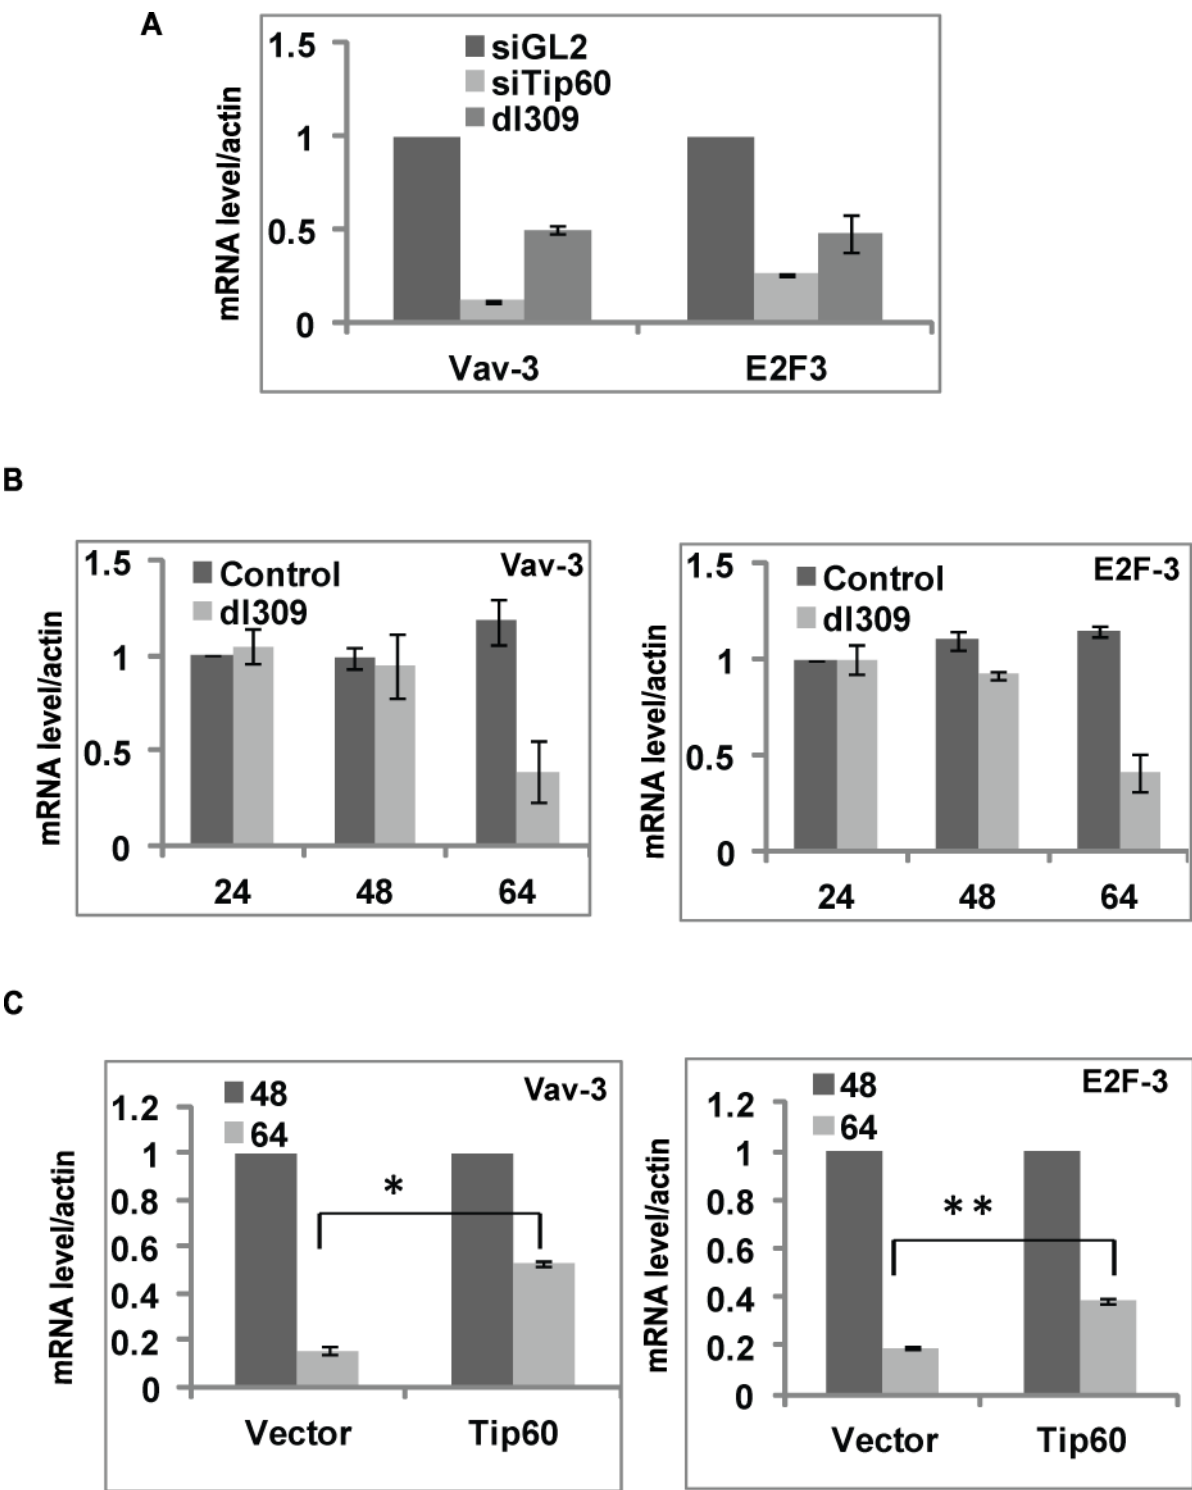 A
mRNA level/actin
1.5
1
0.5
0
siGL2
siTip60
dl309
Vav-3
E2F3
B
mRNA level/actin
1.5
1
0.5
0
Control
dl309
Vav-3
24 48 64
mRNA level/actin
1.5
1
0.5
0
Control
dl309
E2F-3
24 48 64
C
mRNA level/actin
1.2
1
0.8
0.6
0.4
0.2
0
48
64
Vav-3
*
Vector Tip60
mRNA level/actin
1.2
1
0.8
0.6
0.4
0.2
0
48
64
E2F-3
**
Vector Tip60